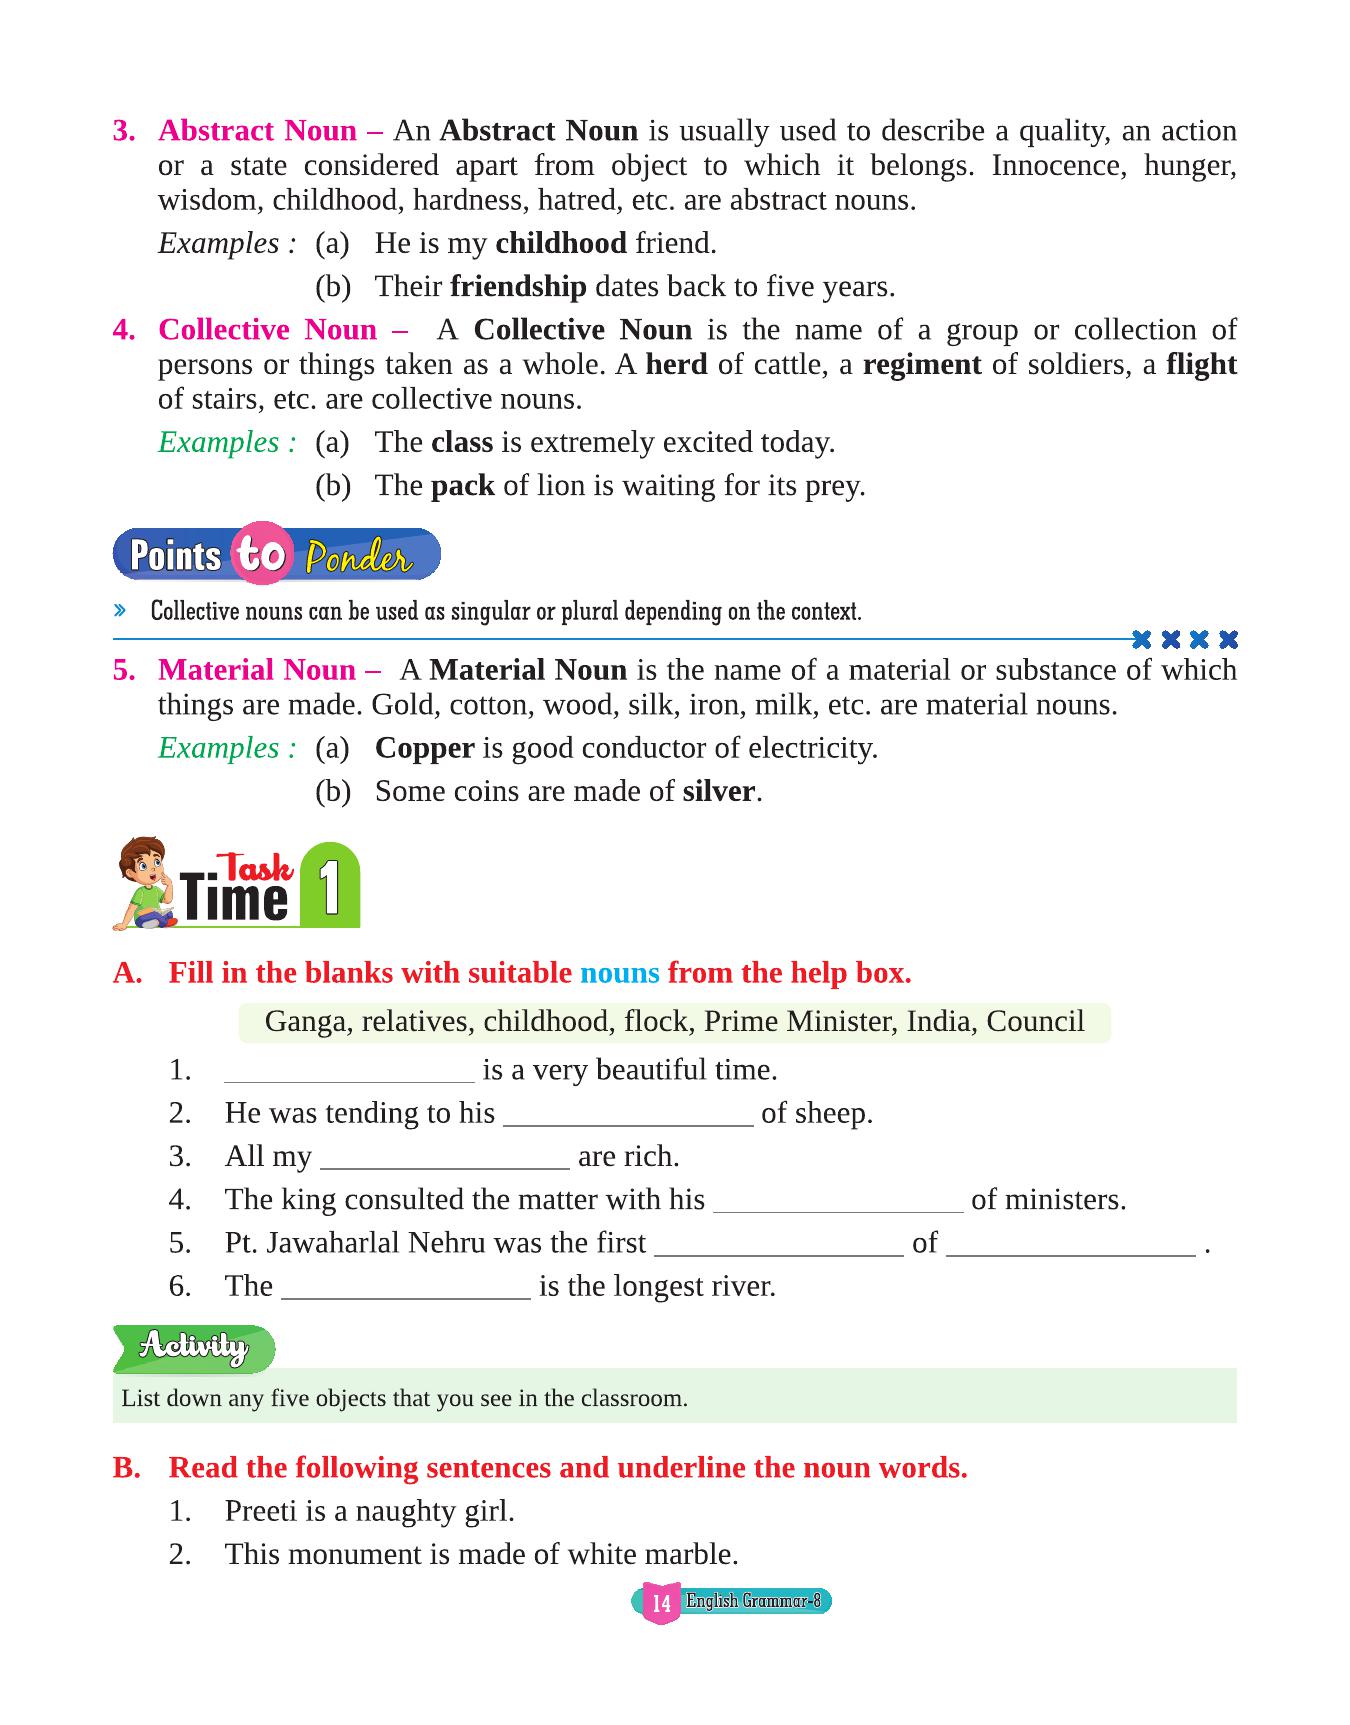 3. Abstract Noun – An Abstract Noun is usually used to describe a quality, an action
or a state considered apart from object to which it belongs. Innocence, hunger,
wisdom, childhood, hardness, hatred, etc. are abstract nouns.
Examples : (a) He is my childhood friend.
(b) Their friendship dates back to five years.
4. Collective Noun – A Collective Noun is the name of a group or collection of
persons or things taken as a whole. A herd of cattle, a regiment of soldiers, a flight
of stairs, etc. are collective nouns.
Examples : (a) The class is extremely excited today.
(b) The pack of lion is waiting for its prey.
Points to Ponder
» Collective nouns can be used as singular or plural depending on the context.
5. Material Noun – A Material Noun is the name of a material or substance of which
things are made. Gold, cotton, wood, silk, iron, milk, etc. are material nouns.
Examples : (a) Copper is good conductor of electricity.
(b) Some coins are made of silver.
Task
Time 1
A. Fill in the blanks with suitable nouns from the help box.
Ganga, relatives, childhood, flock, Prime Minister, India, Council
1. ________________ is a very beautiful time.
2. He was tending to his ________________ of sheep.
3. All my ________________ are rich.
4. The king consulted the matter with his ________________ of ministers.
5. Pt. Jawaharlal Nehru was the first ________________ of ________________ .
6. The ________________ is the longest river.
Activity
List down any five objects that you see in the classroom.
B. Read the following sentences and underline the noun words.
1. Preeti is a naughty girl.
2. This monument is made of white marble.
14 English Grammar-8